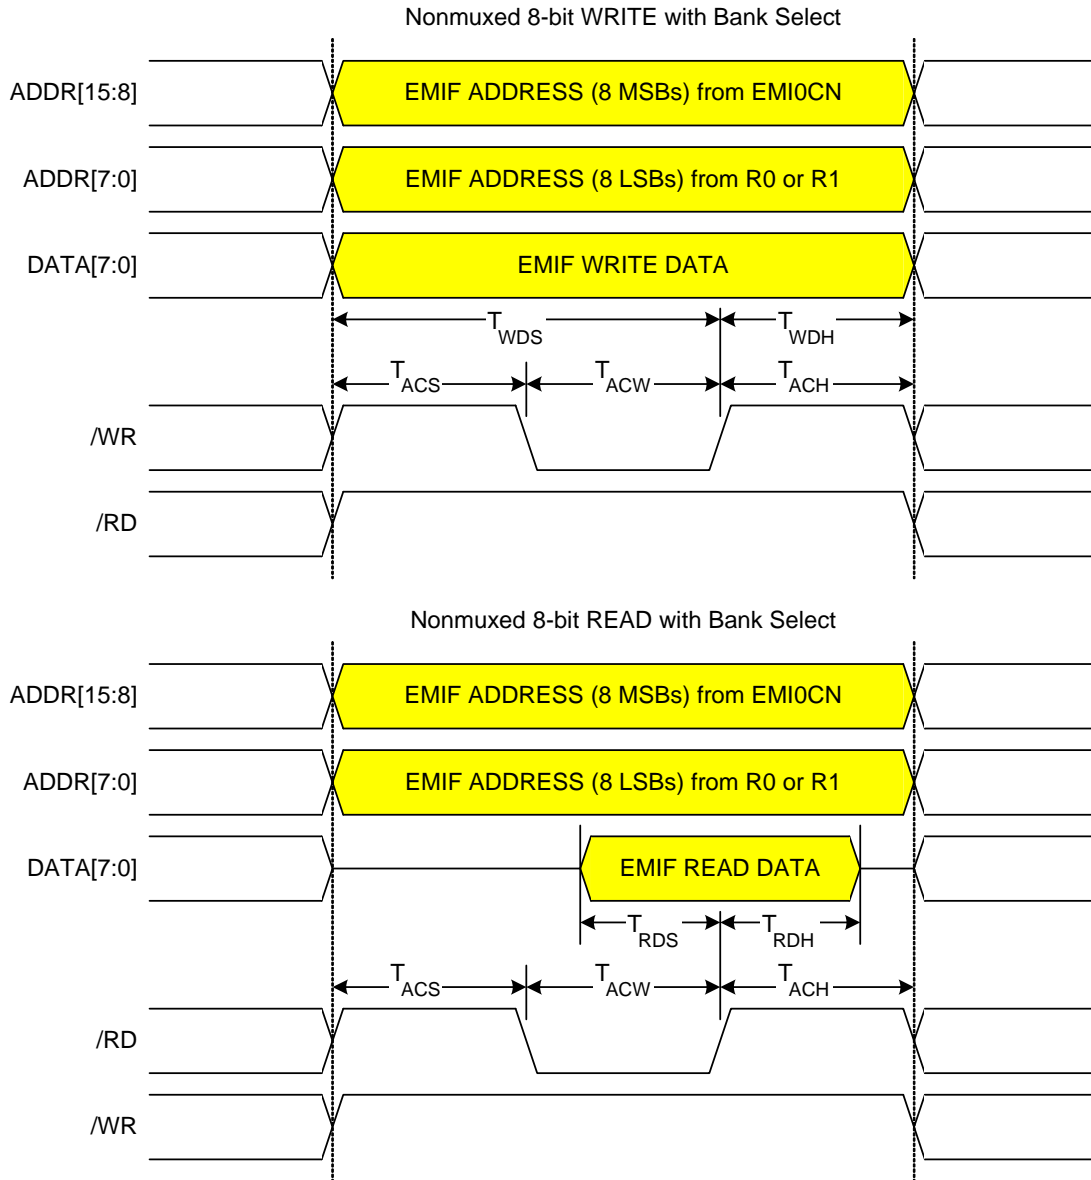 Nonmuxed 8-bit WRITE with Bank Select
ADDR[15:8]
EMIF ADDRESS (8 MSBs) from EMI0CN
ADDR[7:0]
EMIF ADDRESS (8 LSBs) from R0 or R1
DATA[7:0]
EMIF WRITE DATA
TWDS TWDH
TACS TACW TACH
/WR
/RD
Nonmuxed 8-bit READ with Bank Select
ADDR[15:8]
EMIF ADDRESS (8 MSBs) from EMI0CN
ADDR[7:0]
EMIF ADDRESS (8 LSBs) from R0 or R1
DATA[7:0]
EMIF READ DATA
TRDS TRDH
TACS TACW TACH
/RD
/WR